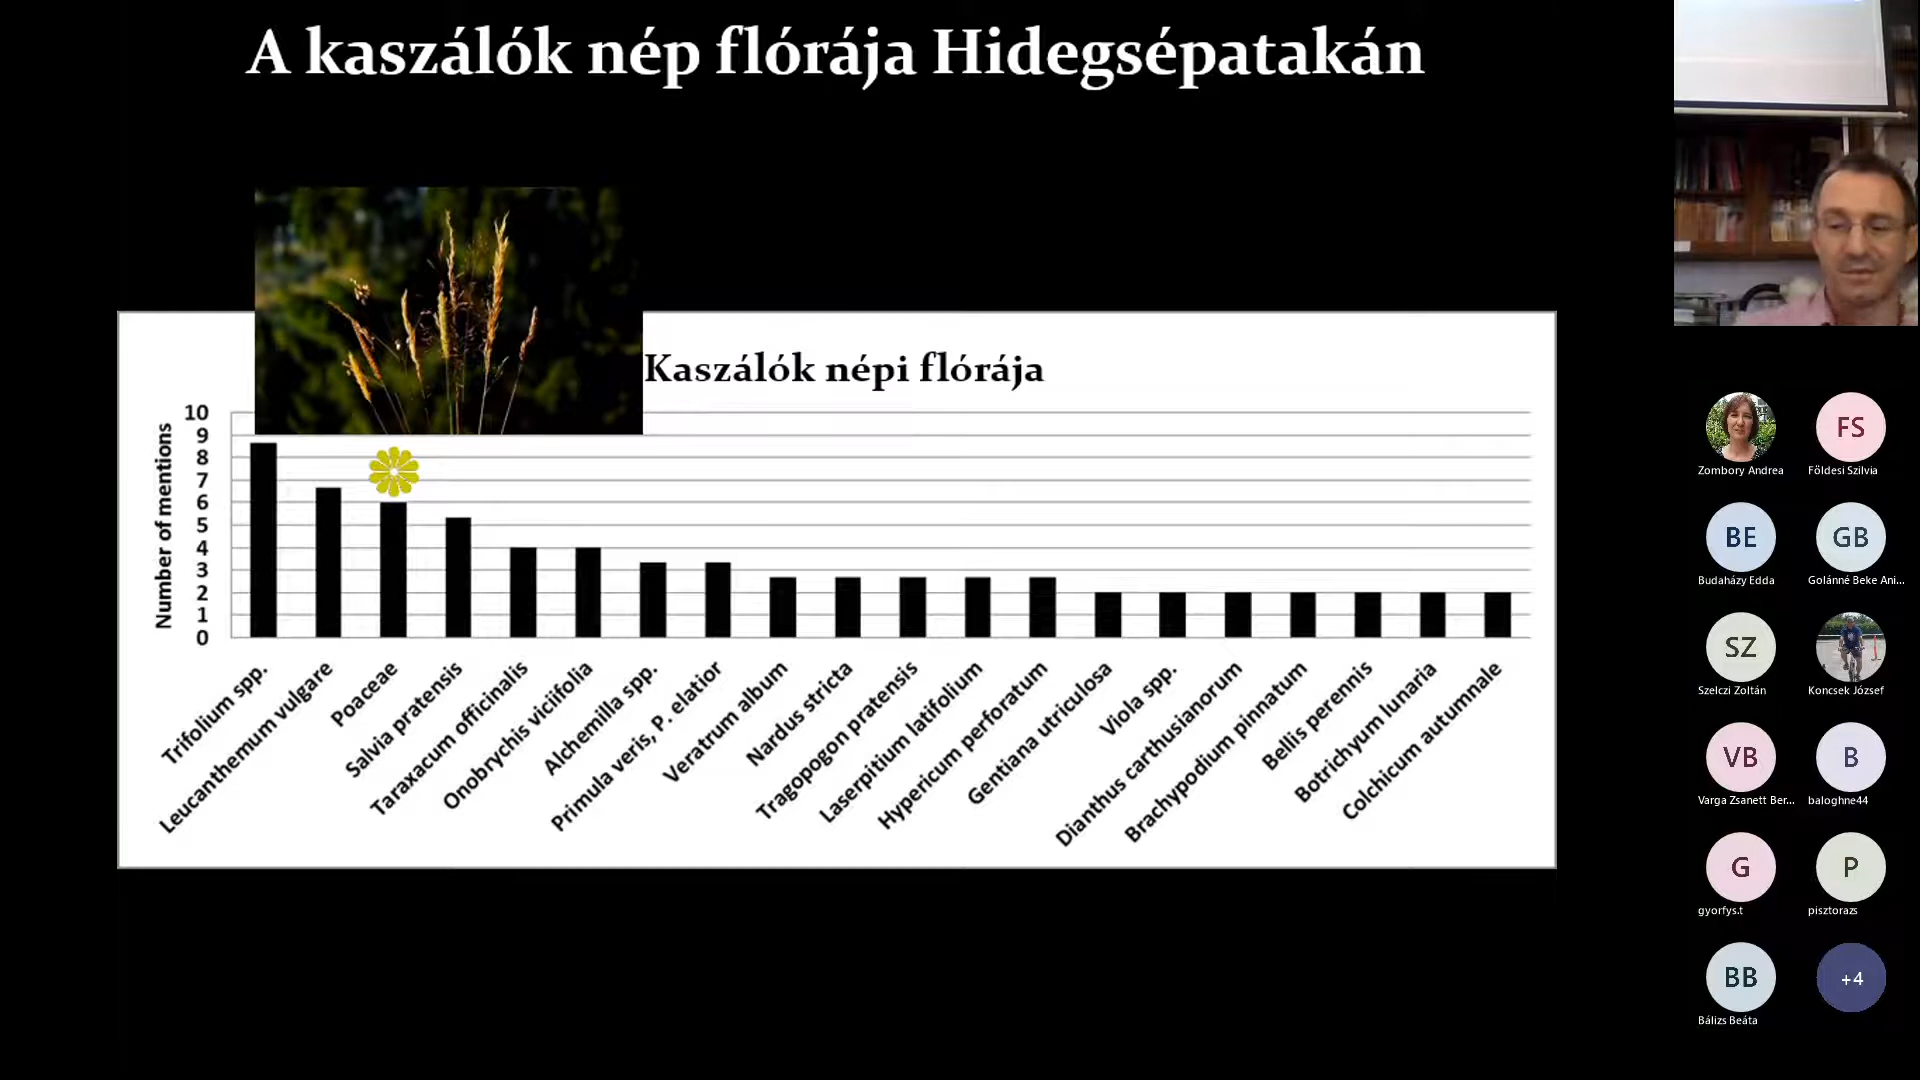 A kaszálók nép flórája Hidegsépatakán
Kaszálók népi flórája
Number of mentions
10
9
8
7
6
5
4
3
2
1
0
Trifolium spp.
Leucanthemum vulgare
Poaceae
Salvia pratensis
Taraxacum officinalis
Onobrychis viciifolia
Alchemilla spp.
Primula veris, P. elatior
Veratrum album
Nardus stricta
Tragopogon pratensis
Laserpitium latifolium
Hypericum perforatum
Gentiana utriculosa
Viola spp.
Dianthus carthusianorum
Brachypodium pinnatum
Bellis perennis
Botrichyum lunaria
Colchicum autumnale
FS
Zombory Andrea
Földesi Szilvia
BE
GB
Budaházy Edda
Golánné Beke Ani...
SZ
Szelczi Zoltán
Koncsek József
VB
B
Varga Zsanett Ber...
baloghne44
G
P
gyorfys.t
pisztorazs
BB
+4
Bálizs Beáta